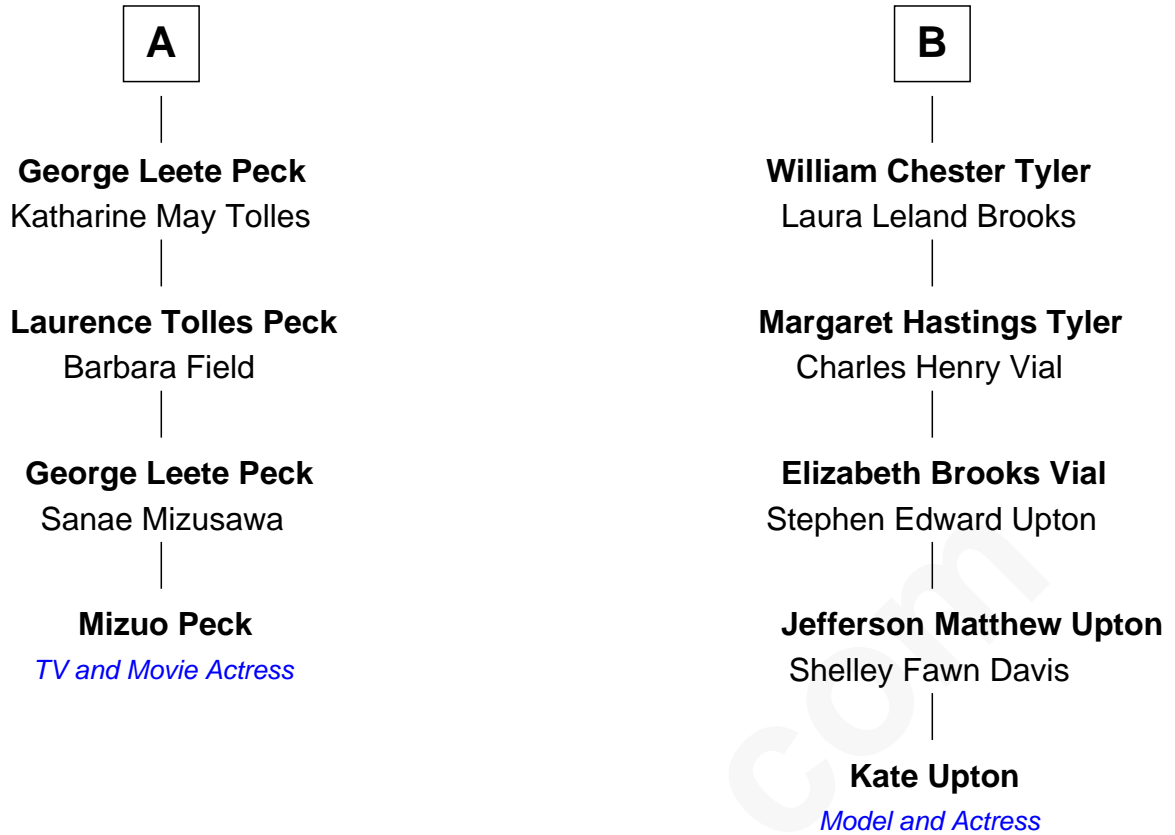 A
George Leete Peck
Katharine May Tolles
Laurence Tolles Peck
Barbara Field
George Leete Peck
Sanae Mizusawa
Mizuo Peck
TV and Movie Actress
B
William Chester Tyler
Laura Leland Brooks
Margaret Hastings Tyler
Charles Henry Vial
Elizabeth Brooks Vial
Stephen Edward Upton
Jefferson Matthew Upton
Shelley Fawn Davis
Kate Upton
Model and Actress
com